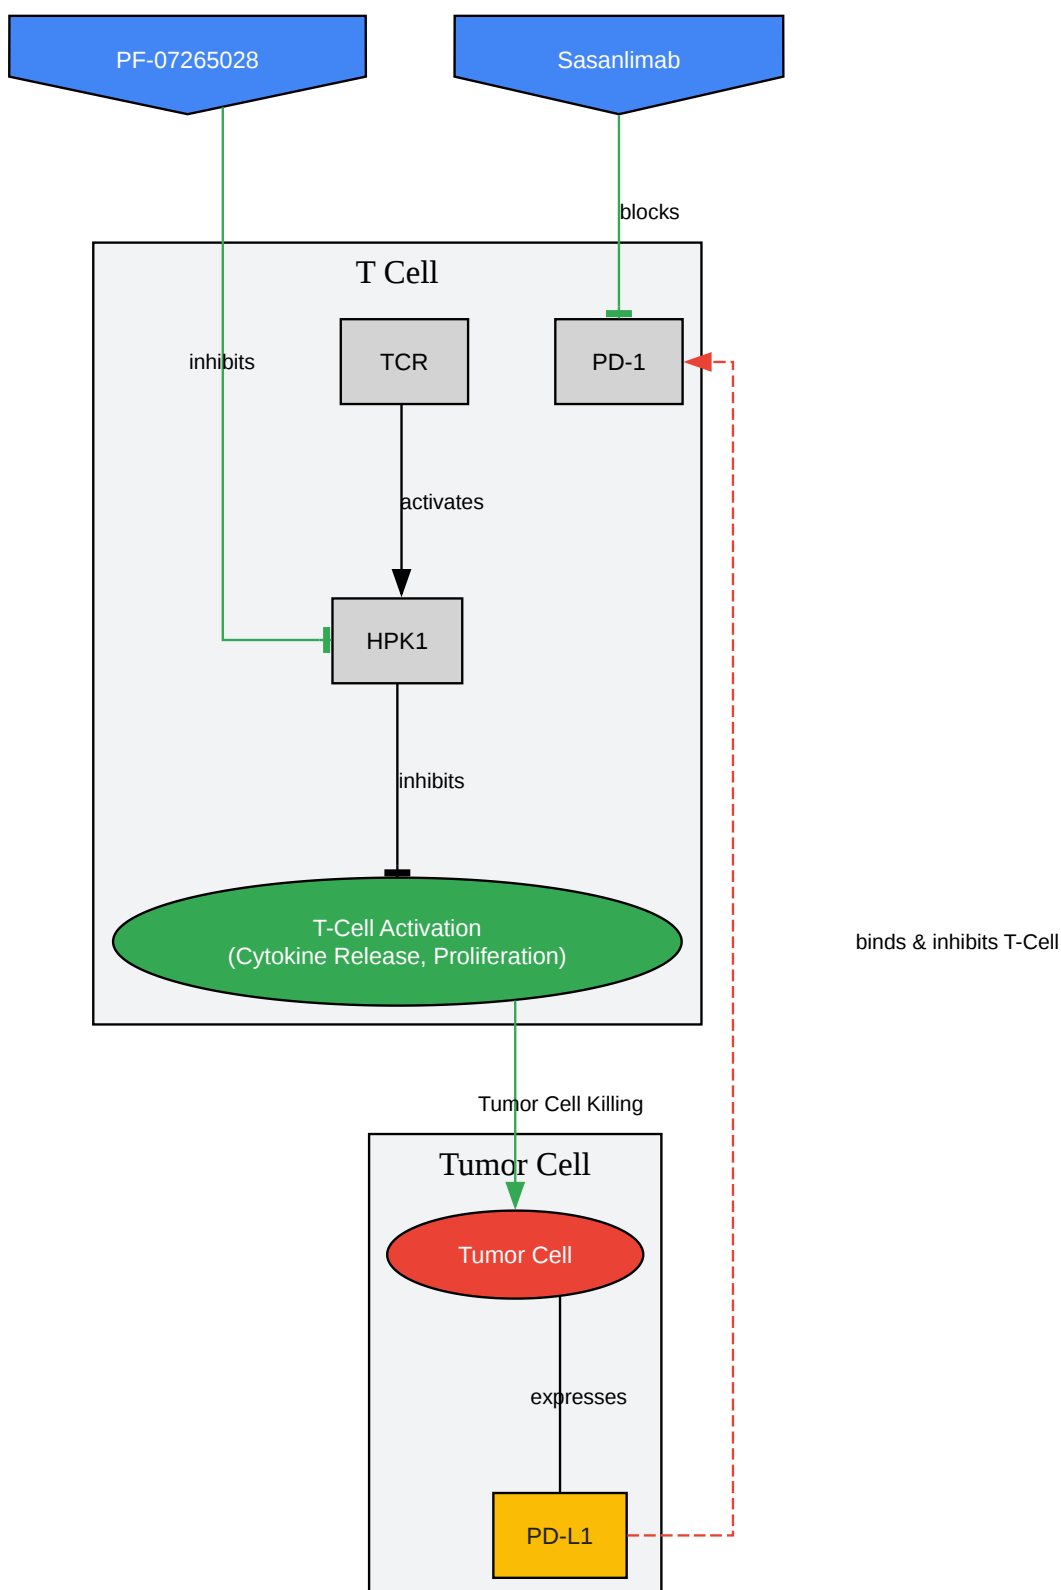 PF-07265028
Sasanlimab
blocks
T Cell
inhibits
TCR
PD-1
activates
HPK1
inhibits
T-Cell Activation
(Cytokine Release, Proliferation)
binds & inhibits T-Cell
Tumor Cell Killing
Tumor Cell
Tumor Cell
expresses
PD-L1